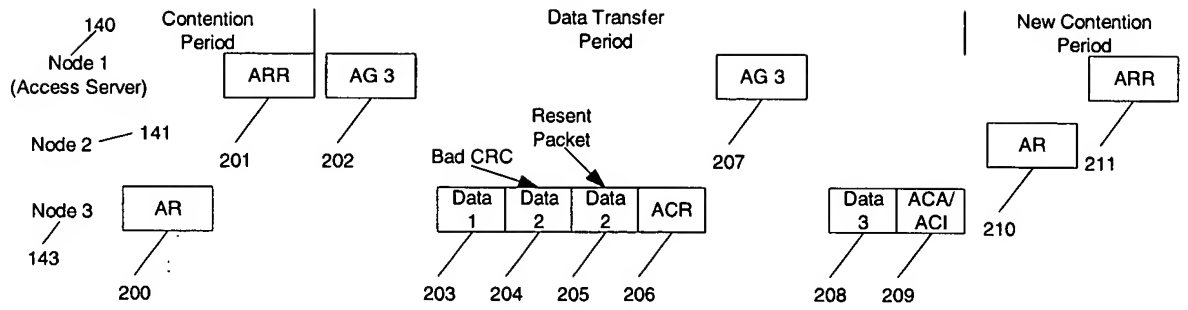 140
Contention
Period
Data Transfer
Period
New Contention
Period
Node 1
(Access Server)
ARR
AG 3
AG 3
ARR
Node 2
141
201
202
Bad CRC
Resent
Packet
207
AR
211
Node 3
AR
Data
1
Data
2
Data
2
ACR
Data
3
ACA/
ACI
210
143
200
203
204
205
206
208
209